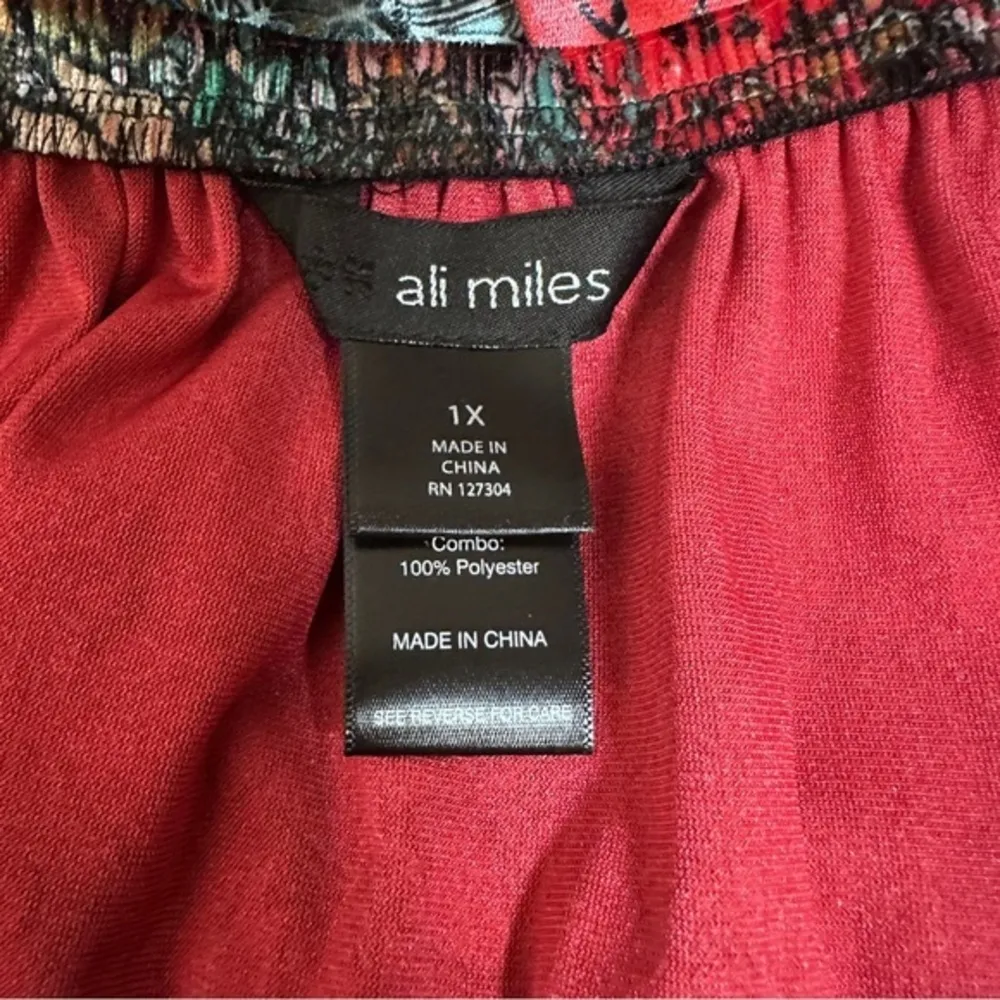 ali miles
1X
MADE IN
CHINA
RN 127304
Combo:
100% Polyester
MADE IN CHINA
SEE REVERSE FOR CARE